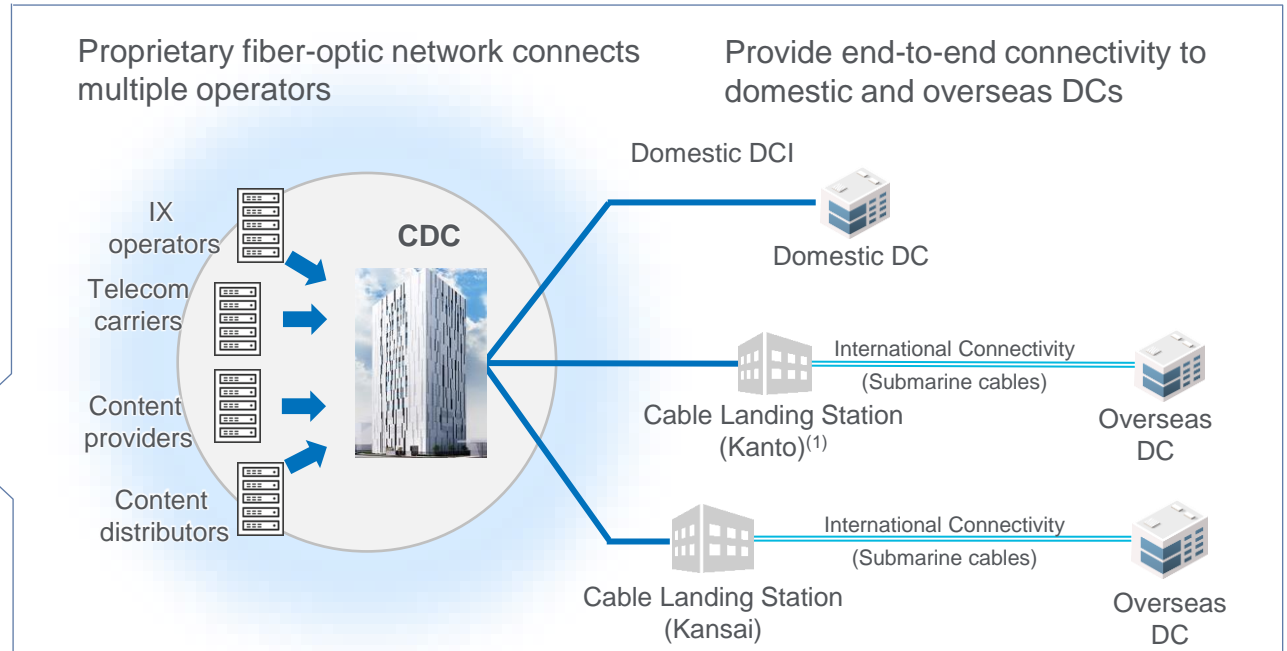 Proprietary fiber-optic network connects
multiple operators
Provide end-to-end connectivity to
domestic and overseas DCs
IX
operators
Telecom
carriers
Content
providers
Content
distributors
CDC
Domestic DCI
Domestic DC
Cable Landing Station
(Kanto)(1)
International Connectivity
(Submarine cables)
Overseas
DC
Cable Landing Station
(Kansai)
International Connectivity
(Submarine cables)
Overseas
DC